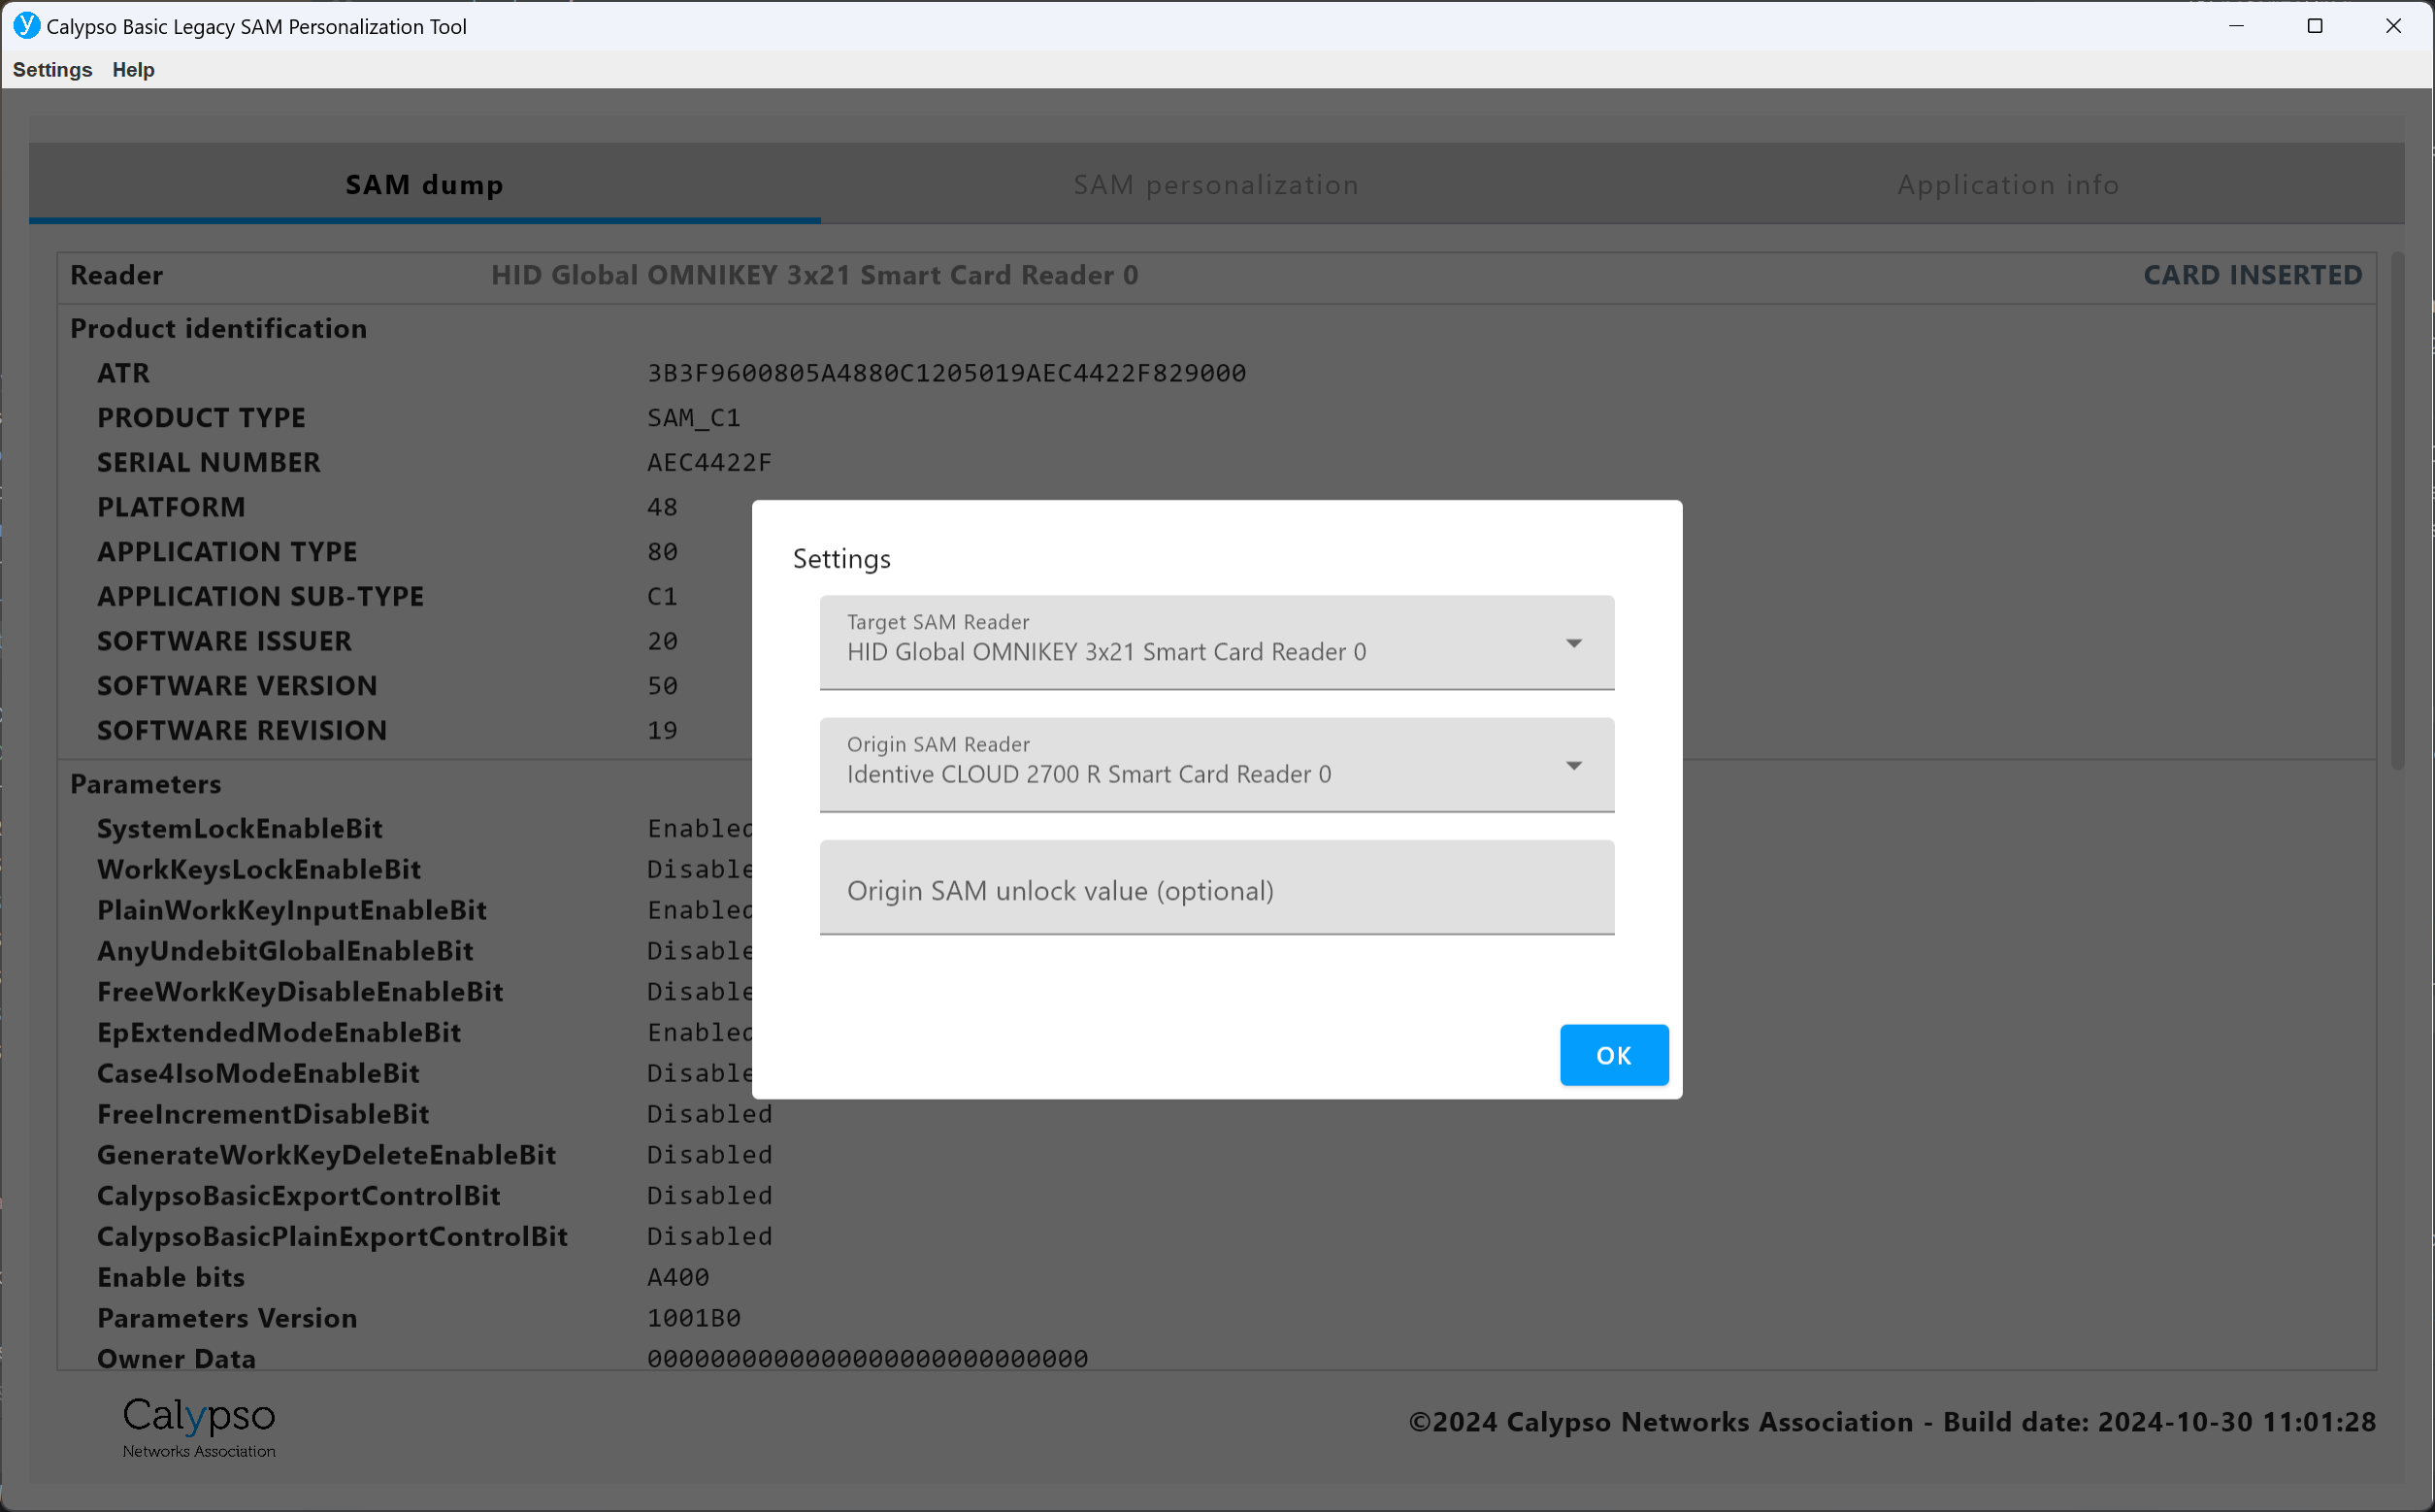 Calypso Basic Legacy SAM Personalization Tool
Settings Help
SAM dump SAM personalization Application info
Reader HID Global OMNIKEY 3x21 Smart Card Reader 0 CARD INSERTED
Product identification
ATR 3B3F9600805A4880C1205019AEC4422F829000
PRODUCT TYPE SAM_C1
SERIAL NUMBER AEC4422F
PLATFORM 48
APPLICATION TYPE 80
APPLICATION SUB-TYPE C1
SOFTWARE ISSUER 20
SOFTWARE VERSION 50
SOFTWARE REVISION 19
Parameters
SystemLockEnableBit Enabled
WorkKeysLockEnableBit Disable
PlainWorkKeyInputEnableBit Enabled
AnyUndebitGlobalEnableBit Disable
FreeWorkKeyDisableEnableBit Disable
EpExtendedModeEnableBit Enabled
Case4IsoModeEnableBit Disable
FreeIncrementDisableBit Disabled
GenerateWorkKeyDeleteEnableBit Disabled
CalypsoBasicExportControlBit Disabled
CalypsoBasicPlainExportControlBit Disabled
Enable bits A400
Parameters Version 1001B0
Owner Data 0000000000000000000000000000
Settings
Target SAM Reader
HID Global OMNIKEY 3x21 Smart Card Reader 0
Origin SAM Reader
Identive CLOUD 2700 R Smart Card Reader 0
Origin SAM unlock value (optional)
OK
Calypso
Networks Association
©2024 Calypso Networks Association - Build date: 2024-10-30 11:01:28